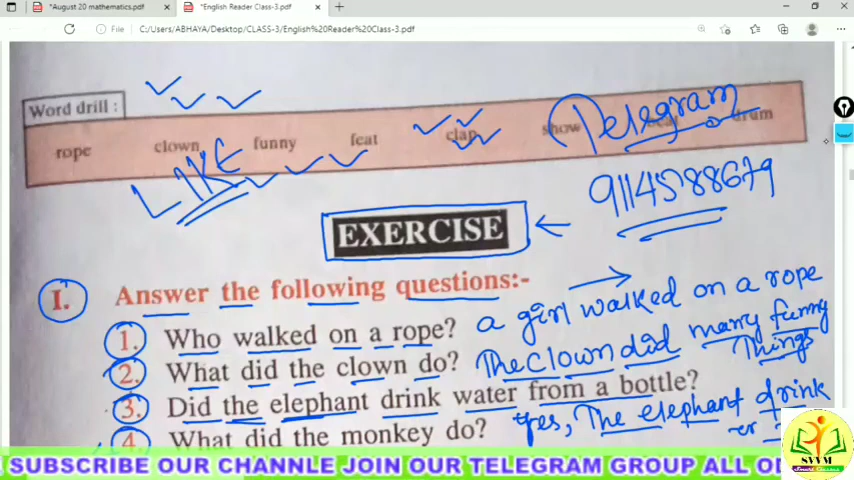 *August 20 mathematics.pdf
*English Reader Class-3.pdf
File
C:/Users/ABHAYA/Desktop/CLASS-3/English%20Reader%20Class-3.pdf
Word drill :
rope clown funny feat clap show drum
LIKE
Telegram
9114588679
EXERCISE
I. Answer the following questions:-
1. Who walked on a rope? a girl walked on a rope
2. What did the clown do? The clown did many funny
Things
3. Did the elephant drink water from a bottle?
Yes, The elephant drink
4. What did the monkey do?
SUBSCRIBE OUR CHANNLE JOIN OUR TELEGRAM GROUP ALL
SVVM
Smart Classes